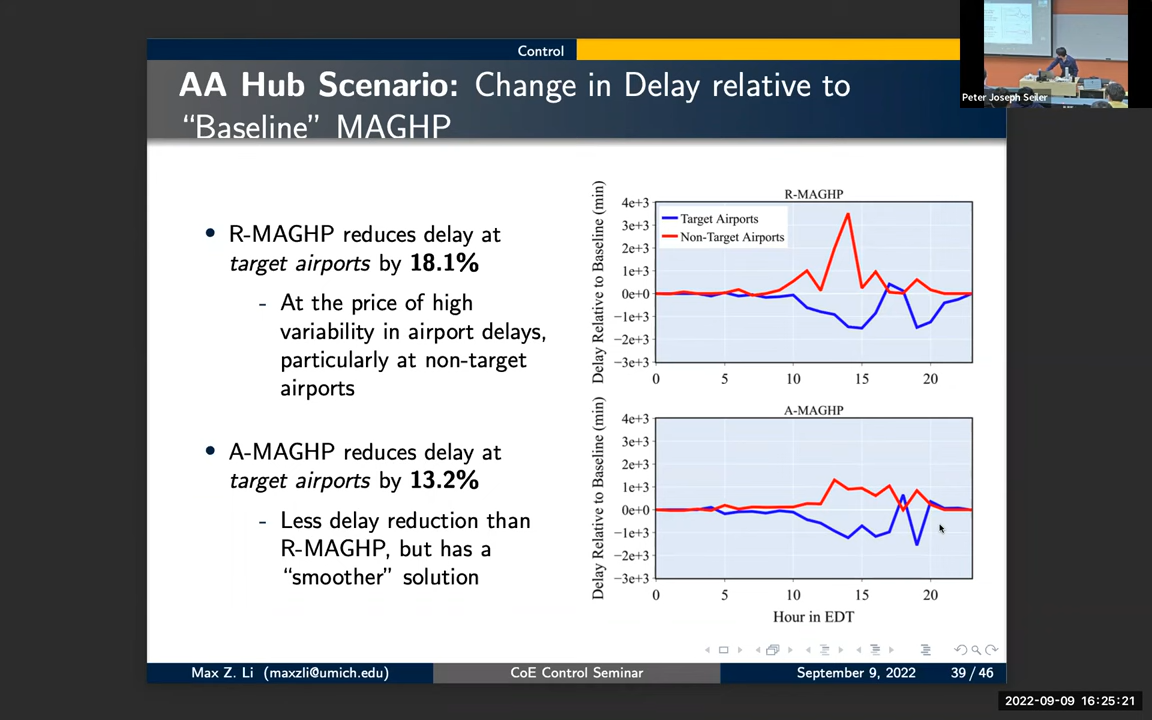 Control
AA Hub Scenario: Change in Delay relative to
“Baseline” MAGHP
Peter Joseph Seiler
• R-MAGHP reduces delay at
target airports by 18.1%
- At the price of high
variability in airport delays,
particularly at non-target
airports
• A-MAGHP reduces delay at
target airports by 13.2%
- Less delay reduction than
R-MAGHP, but has a
“smoother” solution
R-MAGHP
Delay Relative to Baseline (min)
4e+3
3e+3
2e+3
1e+3
0e+0
−1e+3
−2e+3
−3e+3
Target Airports
Non-Target Airports
0 5 10 15 20
A-MAGHP
Delay Relative to Baseline (min)
4e+3
3e+3
2e+3
1e+3
0e+0
−1e+3
−2e+3
−3e+3
0 5 10 15 20
Hour in EDT
Max Z. Li (maxzli@umich.edu) CoE Control Seminar September 9, 2022 39 / 46
2022-09-09 16:25:21